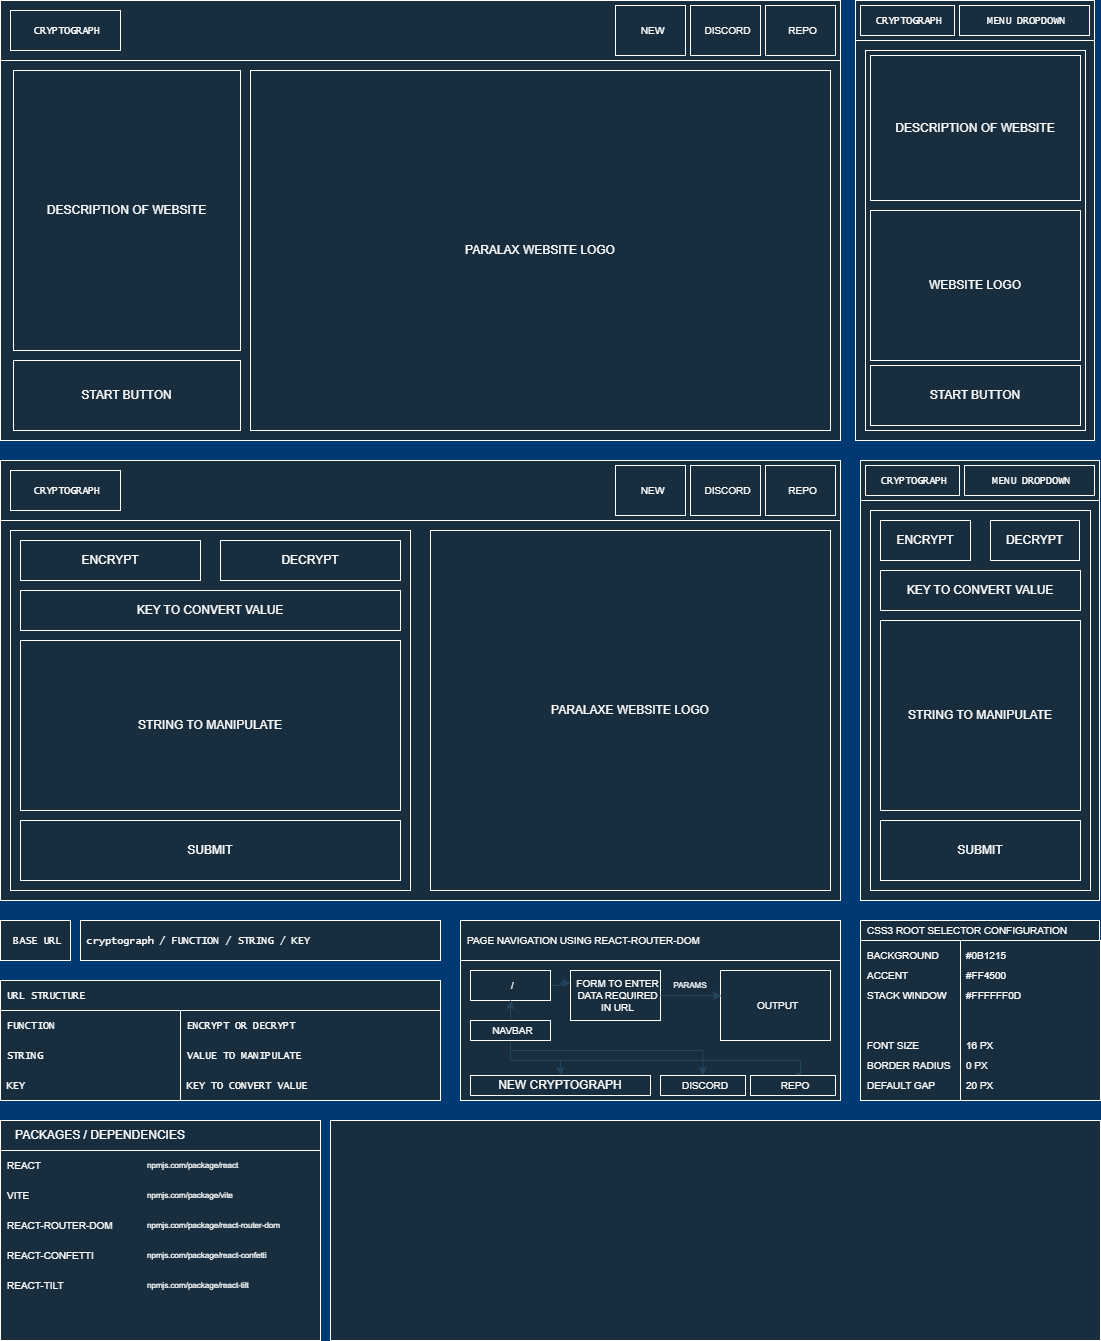 CRYPTOGRAPH
NEW
DISCORD
REPO
DESCRIPTION OF WEBSITE
PARALAX WEBSITE LOGO
START BUTTON
CRYPTOGRAPH
MENU DROPDOWN
DESCRIPTION OF WEBSITE
WEBSITE LOGO
START BUTTON
CRYPTOGRAPH
NEW
DISCORD
REPO
ENCRYPT
DECRYPT
KEY TO CONVERT VALUE
STRING TO MANIPULATE
SUBMIT
PARALAXE WEBSITE LOGO
CRYPTOGRAPH
MENU DROPDOWN
ENCRYPT
DECRYPT
KEY TO CONVERT VALUE
STRING TO MANIPULATE
SUBMIT
BASE URL
cryptograph / FUNCTION / STRING / KEY
URL STRUCTURE
FUNCTION
ENCRYPT OR DECRYPT
STRING
VALUE TO MANIPULATE
KEY
KEY TO CONVERT VALUE
PAGE NAVIGATION USING REACT-ROUTER-DOM
/
FORM TO ENTER
DATA REQUIRED
IN URL
PARAMS
OUTPUT
NAVBAR
NEW CRYPTOGRAPH
DISCORD
REPO
CSS3 ROOT SELECTOR CONFIGURATION
BACKGROUND
#0B1215
ACCENT
#FF4500
STACK WINDOW
#FFFFFF0D
FONT SIZE
16 PX
BORDER RADIUS
0 PX
DEFAULT GAP
20 PX
PACKAGES / DEPENDENCIES
REACT
npmjs.com/package/react
VITE
npmjs.com/package/vite
REACT-ROUTER-DOM
npmjs.com/package/react-router-dom
REACT-CONFETTI
npmjs.com/package/react-confetti
REACT-TILT
npmjs.com/package/react-tilt